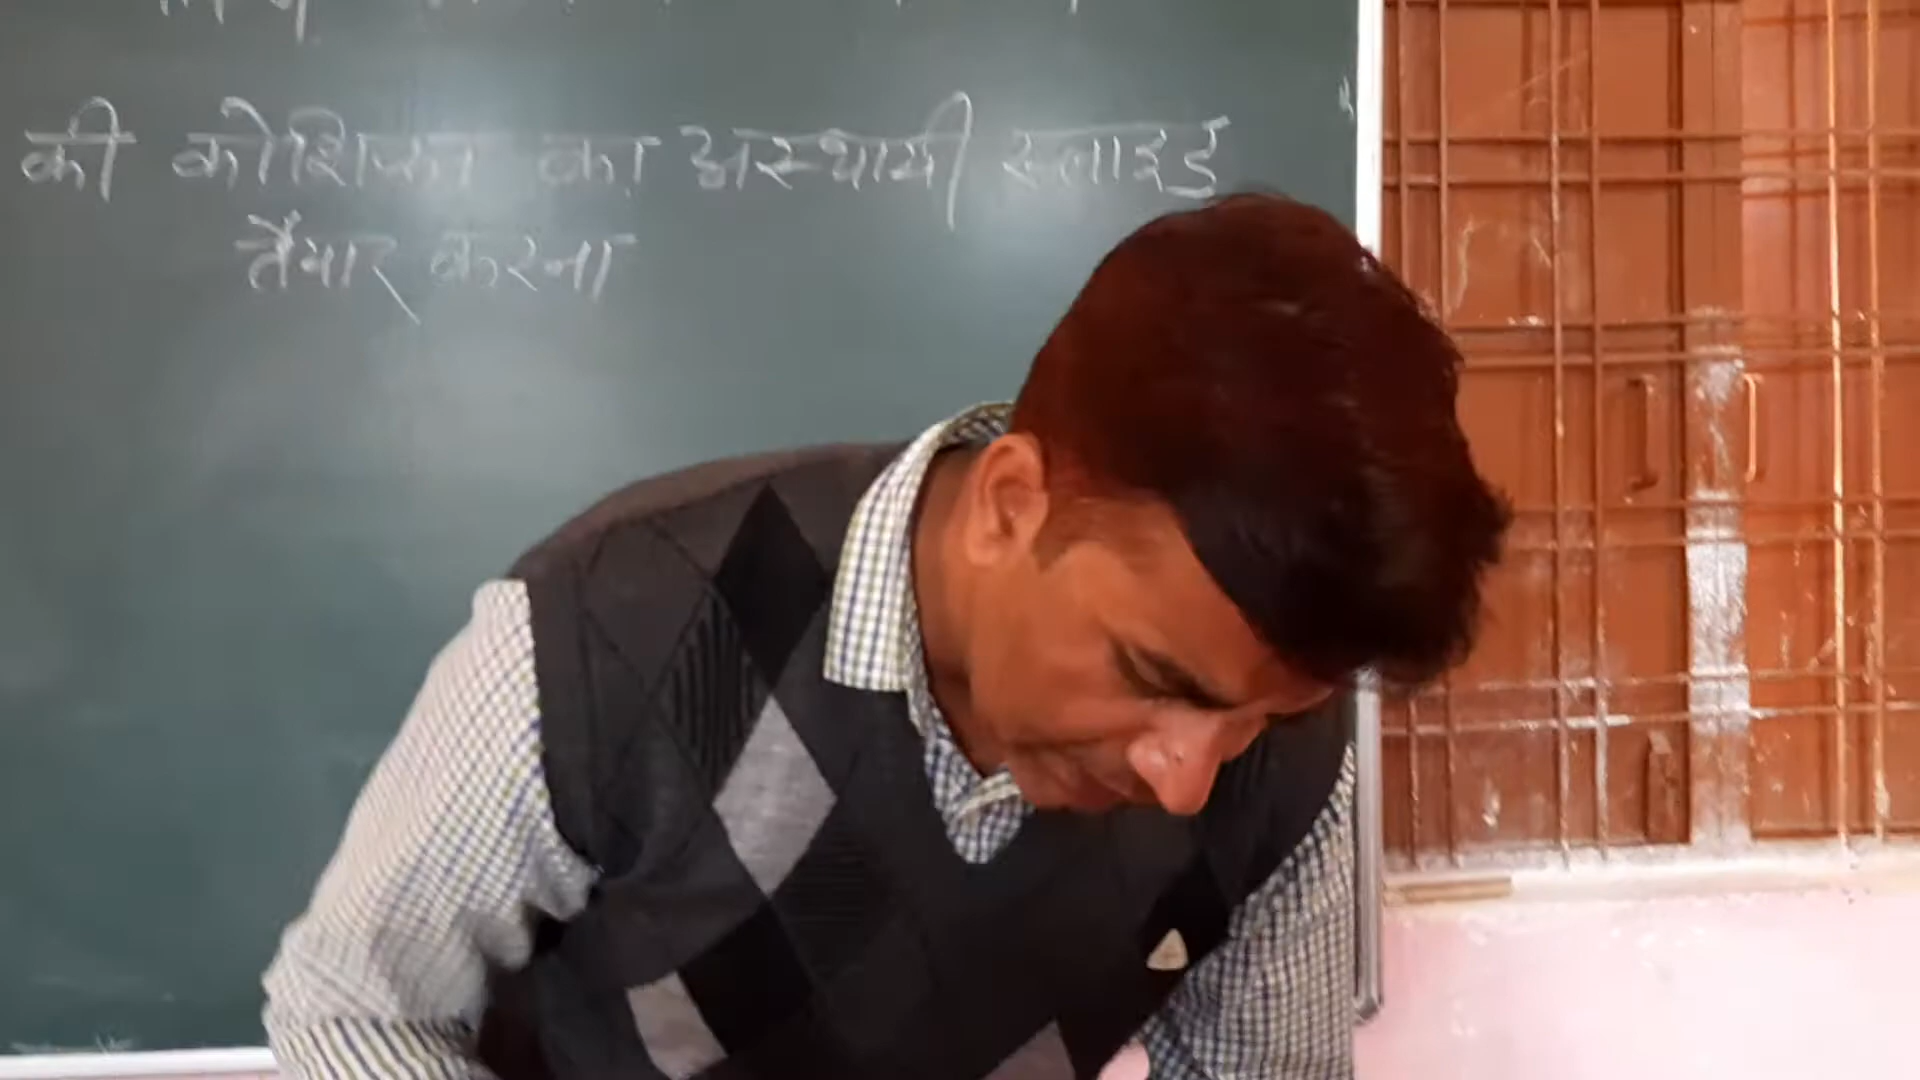 की कोशिका का अस्थायी स्लाइड
तैयार करना